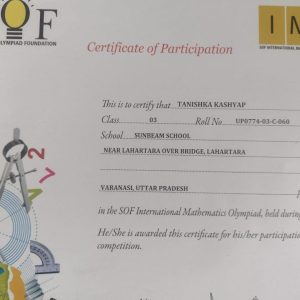 SOF
OLYMPIAD FOUNDATION
IM
SOF INTERNATIONAL
Certificate of Participation
This is to certify that TANISHKA KASHYAP
Class 03 Roll No UP0774-03-C-060
School SUNBEAM SCHOOL
NEAR LAHARTARA OVER BRIDGE, LAHARTARA
VARANASI, UTTAR PRADESH
in the SOF International Mathematics Olympiad, held during
He/She is awarded this certificate for his/her participation
competition.
2